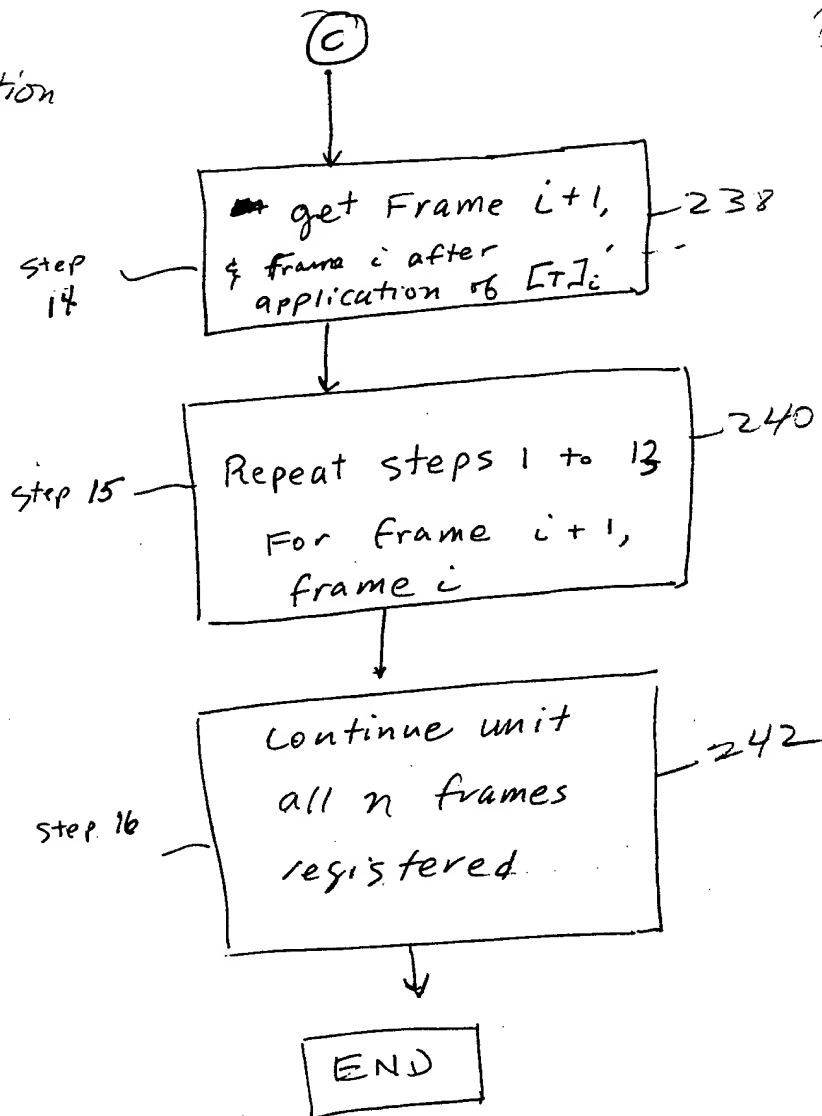 C
tion
get Frame i+1,
& frame i after
application of [T]i'
238
step
14
Repeat steps 1 to 13
For frame i+1,
frame i
240
step 15
Continue unit
all n frames
registered
242
step 16
END